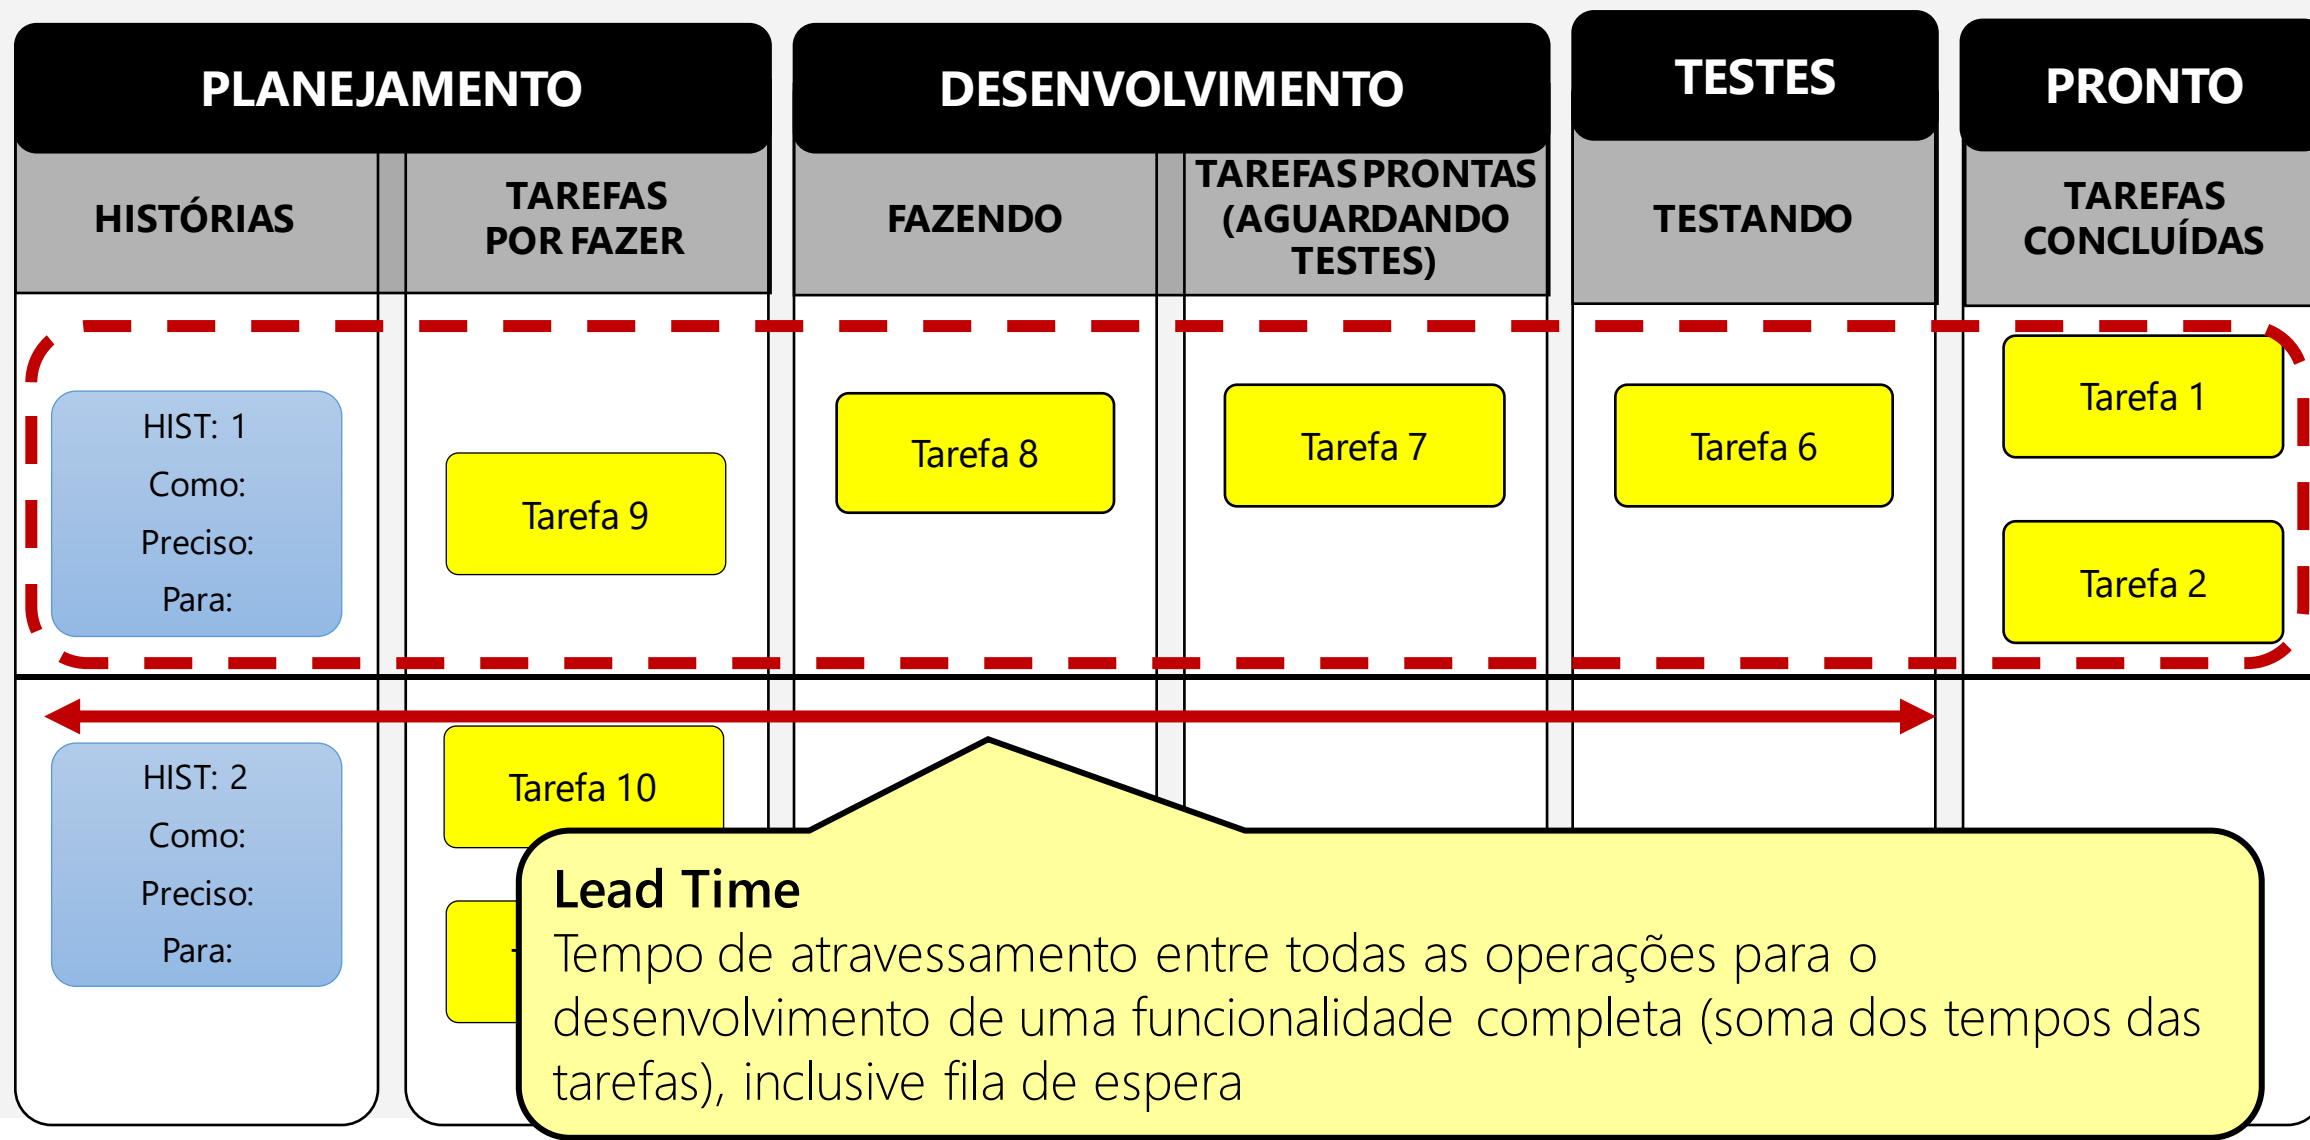 PLANEJAMENTO
DESENVOLVIMENTO
TESTES
PRONTO
HISTÓRIAS
TAREFAS
POR FAZER
FAZENDO
TAREFAS PRONTAS
(AGUARDANDO
TESTES)
TESTANDO
TAREFAS
CONCLUÍDAS
HIST: 1
Como:
Preciso:
Para:
Tarefa 9
Tarefa 8
Tarefa 7
Tarefa 6
Tarefa 1
Tarefa 2
HIST: 2
Como:
Preciso:
Para:
Tarefa 10
Lead Time
Tempo de atravessamento entre todas as operações para o
desenvolvimento de uma funcionalidade completa (soma dos tempos das
tarefas), inclusive fila de espera